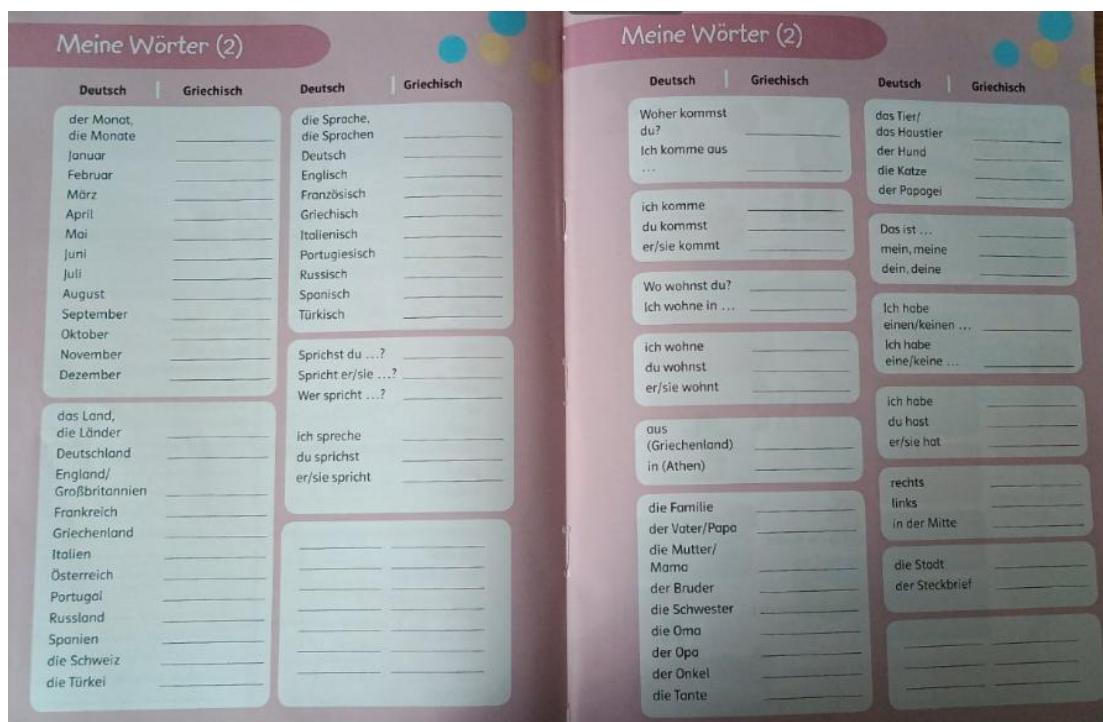 Meine Wörter (2)
Deutsch
Griechisch
der Monat,
die Monate
Januar
Februar
März
April
Mai
Juni
Juli
August
September
Oktober
November
Dezember
das Land,
die Länder
Deutschland
England/
Großbritannien
Frankreich
Griechenland
Italien
Österreich
Portugal
Russland
Spanien
die Schweiz
die Türkei
Deutsch
Griechisch
die Sprache,
die Sprachen
Deutsch
Englisch
Französisch
Griechisch
Italienisch
Portugiesisch
Russisch
Spanisch
Türkisch
Sprichst du ...?
Spricht er/sie ...?
Wer spricht ...?
ich spreche
du sprichst
er/sie spricht
Meine Wörter (2)
Deutsch
Griechisch
Woher kommst
du?
Ich komme aus
...
ich komme
du kommst
er/sie kommt
Wo wohnst du?
Ich wohne in ...
ich wohne
du wohnst
er/sie wohnt
aus
(Griechenland)
in (Athen)
die Familie
der Vater/Papa
die Mutter/
Mama
der Bruder
die Schwester
die Oma
der Opa
der Onkel
die Tante
Deutsch
Griechisch
das Tier/
das Haustier
der Hund
die Katze
der Papagei
Das ist ...
mein, meine
dein, deine
Ich habe
einen/keinen ...
Ich habe
eine/keine ...
ich habe
du hast
er/sie hat
rechts
links
in der Mitte
die Stadt
der Steckbrief